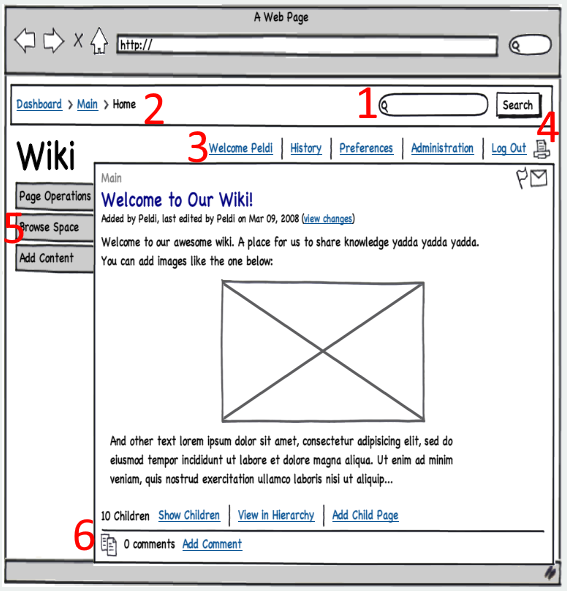 A Web Page
http://
Dashboard > Main > Home
2
1
Search
4
3
Welcome Peldi | History | Preferences | Administration | Log Out
Wiki
Page Operations
5
Browse Space
Add Content
Main
Welcome to Our Wiki!
Added by Peldi, last edited by Peldi on Mar 09, 2008 (view changes)
Welcome to our awesome wiki. A place for us to share knowledge yadda yadda yadda.
You can add images like the one below:
And other text lorem ipsum dolor sit amet, consectetur adipisicing elit, sed do
eiusmod tempor incididunt ut labore et dolore magna aliqua. Ut enim ad minim
veniam, quis nostrud exercitation ullamco laboris nisi ut aliquip...
10 Children Show Children | View in Hierarchy | Add Child Page
6
0 comments Add Comment